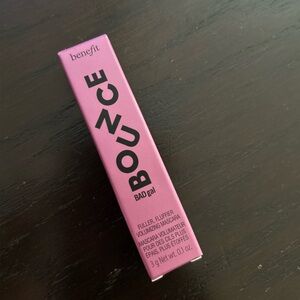 benefit
BOUNCE
BADgal
FULLER, FLUFFIER
VOLUMIZING MASCARA
MASCARA VOLUMATEUR
POUR DES CILS PLUS
ÉPAIS, PLUS ÉTOFFÉS
3 g Net wt. 0.1 oz.